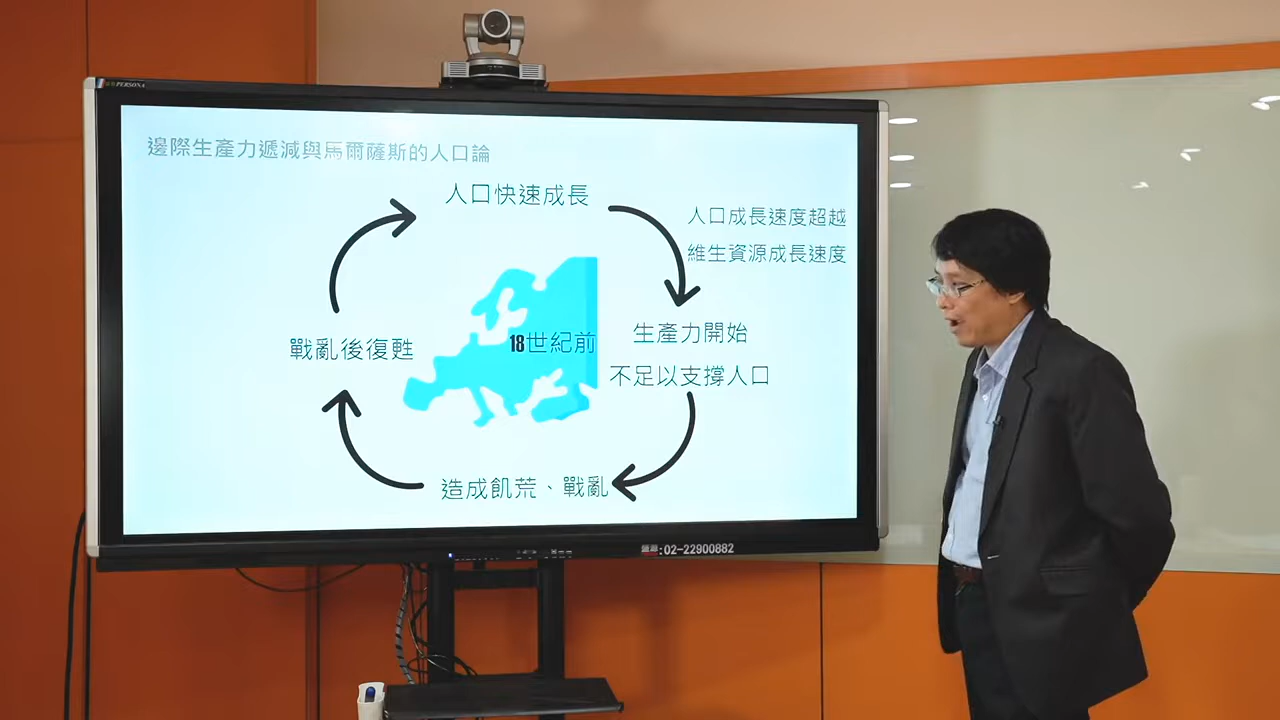 PERSONA
邊際生產力遞減與馬爾薩斯的人口論
人口快速成長
人口成長速度超越
維生資源成長速度
生產力開始
不足以支撐人口
18世紀前
戰亂後復甦
造成飢荒、戰亂
:02-22900882